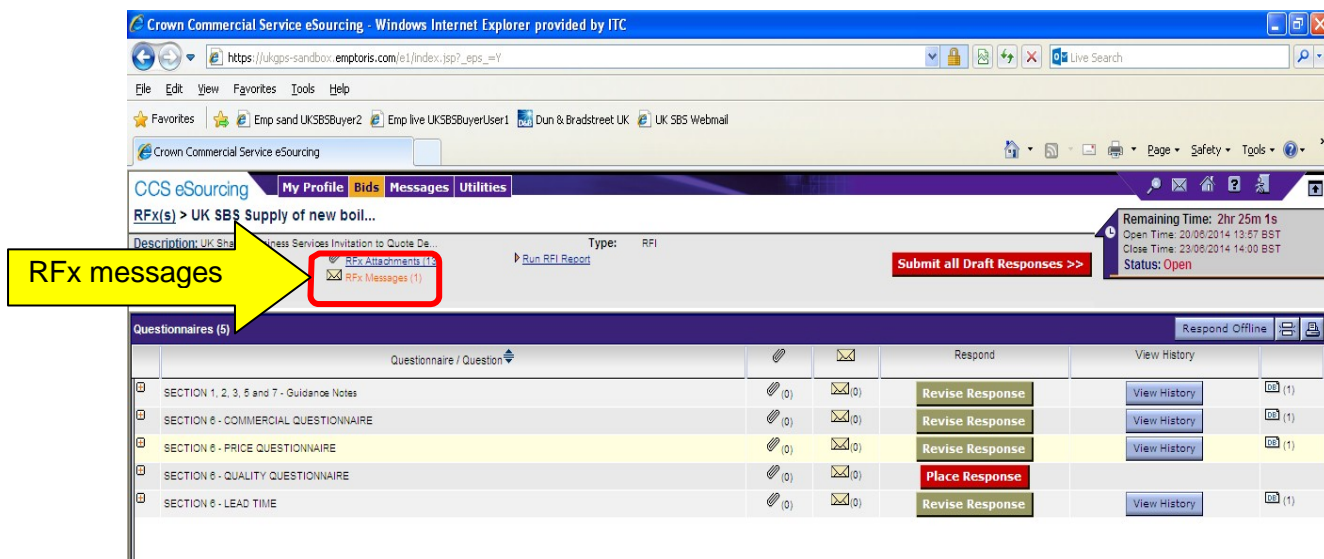 Crown Commercial Service eSourcing - Windows Internet Explorer provided by ITC
https://ukgps-sandbox.emptoris.com/e1/index.jsp?_eps_=Y
Live Search
File Edit View Favorites Tools Help
Favorites Emp sand UKSBSBuyer2 Emp live UKSBSBuyerUser1 Dun & Bradstreet UK UK SBS Webmail
Crown Commercial Service eSourcing
Page Safety Tools
CCS eSourcing My Profile Bids Messages Utilities
RFx(s) > UK SBS Supply of new boil...
Remaining Time: 2hr 25m 1s
Open Time: 20/06/2014 13:57 BST
Close Time: 23/06/2014 14:00 BST
Status: Open
Description: UK Sha iness Services Invitation to Quote De...
Type: RFI
RFx Attachments (13
Run RFI Report
Submit all Draft Responses >>
RFx messages
RFx Messages (1)
Questionnaires (5)
Respond Offline
Questionnaire / Question Respond View History
SECTION 1, 2, 3, 5 and 7 - Guidance Notes (0) (0) Revise Response View History (1)
SECTION 6 - COMMERCIAL QUESTIONNAIRE (0) (0) Revise Response View History (1)
SECTION 6 - PRICE QUESTIONNAIRE (0) (0) Revise Response View History (1)
SECTION 6 - QUALITY QUESTIONNAIRE (0) (0) Place Response
SECTION 6 - LEAD TIME (0) (0) Revise Response View History (1)